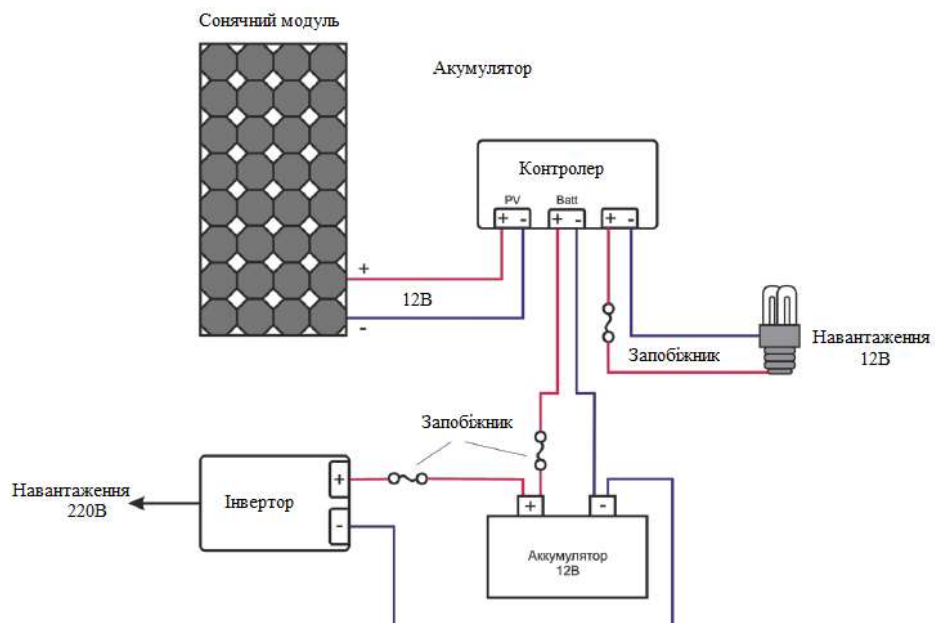 Сонячний модуль
Акумулятор
Контролер
PV Batt
+ - + - + -
+
12В
-
Запобіжник
Навантаження
12В
Запобіжник
Навантаження
220В
Інвертор
+
-
+ -
Аккумулятор
12В